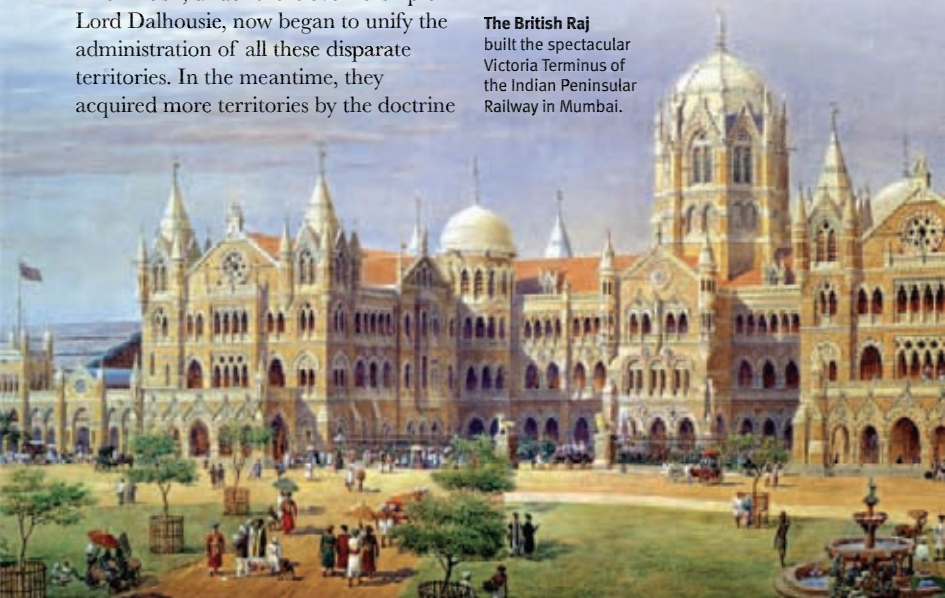 Lord Dalhousie, now began to unify the
administration of all these disparate
territories. In the meantime, they
acquired more territories by the doctrine
The British Raj
built the spectacular
Victoria Terminus of
the Indian Peninsular
Railway in Mumbai.